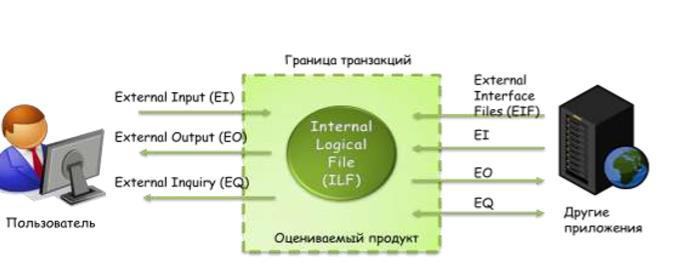 Граница транзакций
External Input (EI)
External Output (EO)
External Inquiry (EQ)
Пользователь
Internal
Logical
File
(ILF)
Оцениваемый продукт
External
Interface
Files (EIF)
EI
EO
EQ
Другие
приложения